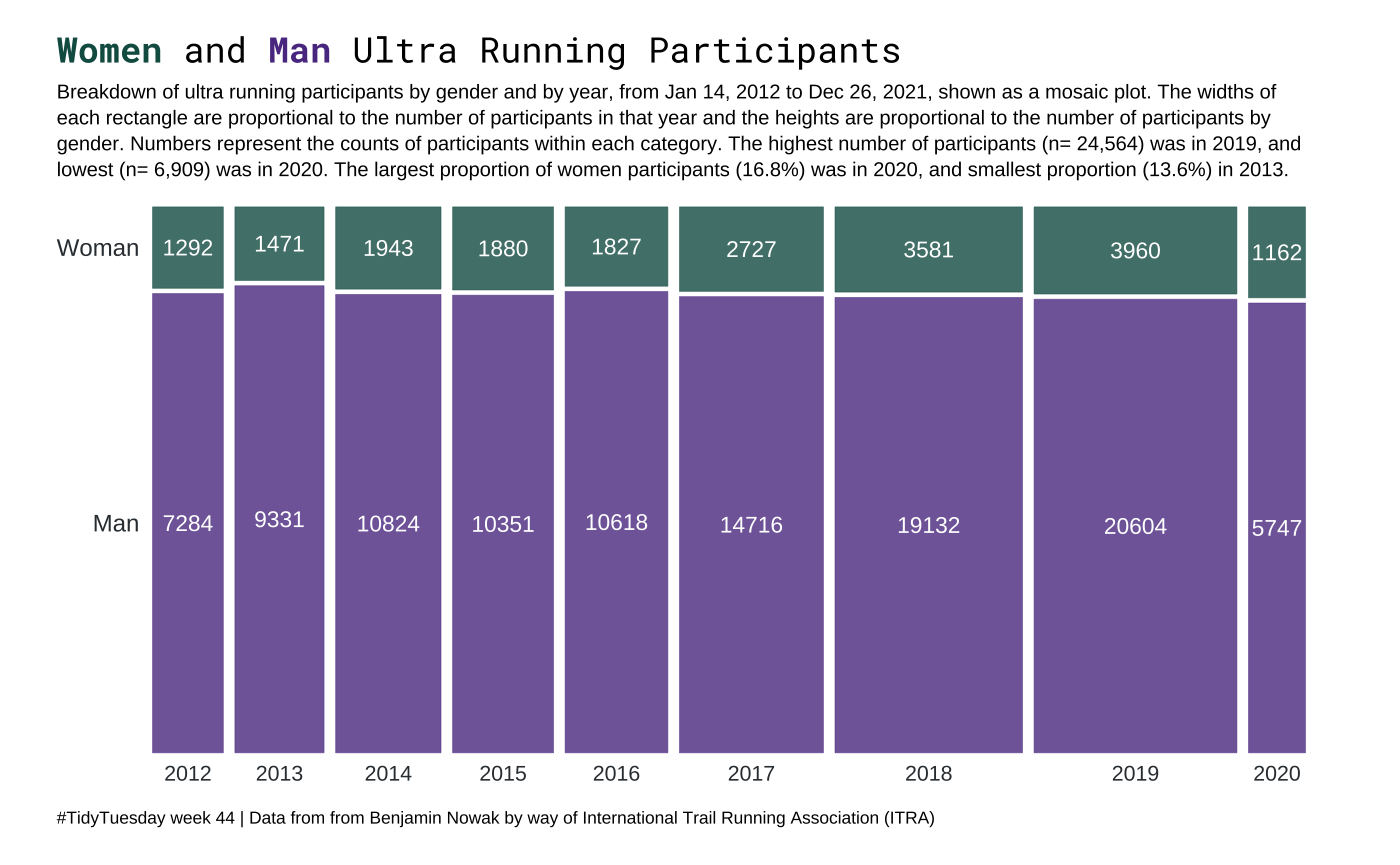 Women and Man Ultra Running Participants
Breakdown of ultra running participants by gender and by year, from Jan 14, 2012 to Dec 26, 2021, shown as a mosaic plot. The widths of
each rectangle are proportional to the number of participants in that year and the heights are proportional to the number of participants by
gender. Numbers represent the counts of participants within each category. The highest number of participants (n= 24,564) was in 2019, and
lowest (n= 6,909) was in 2020. The largest proportion of women participants (16.8%) was in 2020, and smallest proportion (13.6%) in 2013.
Woman 1292 1471 1943 1880 1827 2727 3581 3960 1162
Man 7284 9331 10824 10351 10618 14716 19132 20604 5747
2012 2013 2014 2015 2016 2017 2018 2019 2020
#TidyTuesday week 44 | Data from from Benjamin Nowak by way of International Trail Running Association (ITRA)